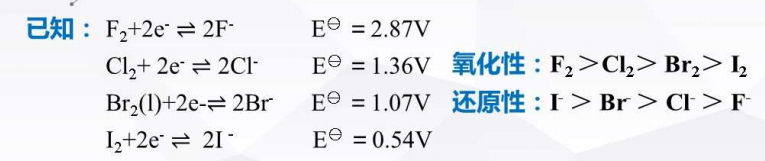 已知：F₂+2e⁻ ⇌ 2F⁻ E⊖ =2.87V
Cl₂+ 2e⁻ ⇌ 2Cl⁻ E⊖ =1.36V 氧化性：F₂＞Cl₂＞Br₂＞I₂
Br₂(l)+2e-⇌ 2Br⁻ E⊖ =1.07V 还原性：I⁻＞Br⁻＞Cl⁻＞F⁻
I₂+2e⁻ ⇌ 2I⁻ E⊖ =0.54V